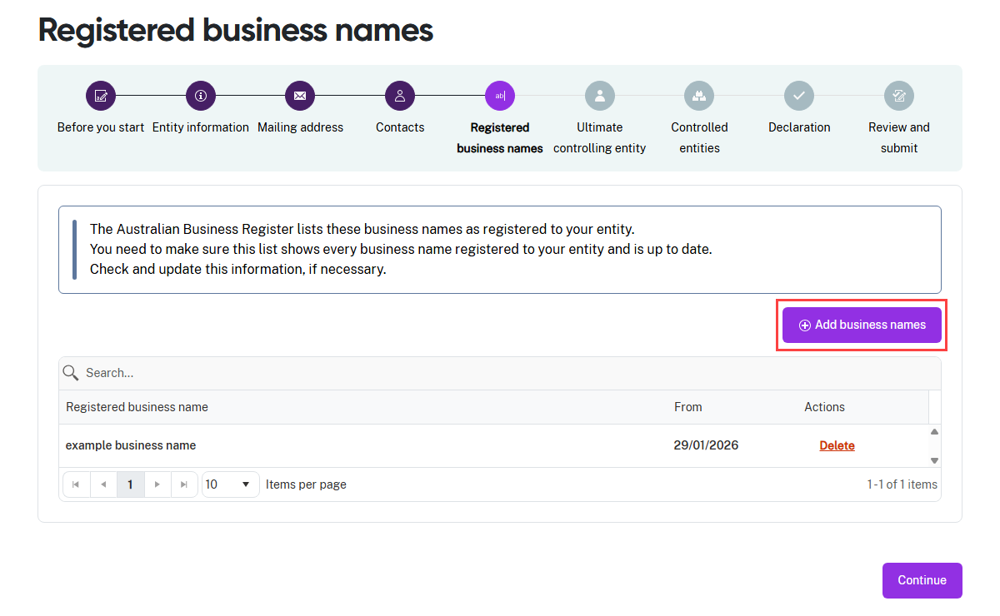 Registered business names
ab|
Before you start
Entity information
Mailing address
Contacts
Registered
business names
Ultimate
controlling entity
Controlled
entities
Declaration
Review and
submit
The Australian Business Register lists these business names as registered to your entity.
You need to make sure this list shows every business name registered to your entity and is up to date.
Check and update this information, if necessary.
Add business names
Search...
Registered business name From Actions
example business name 29/01/2026 Delete
1 10 Items per page 1-1 of 1 items
Continue